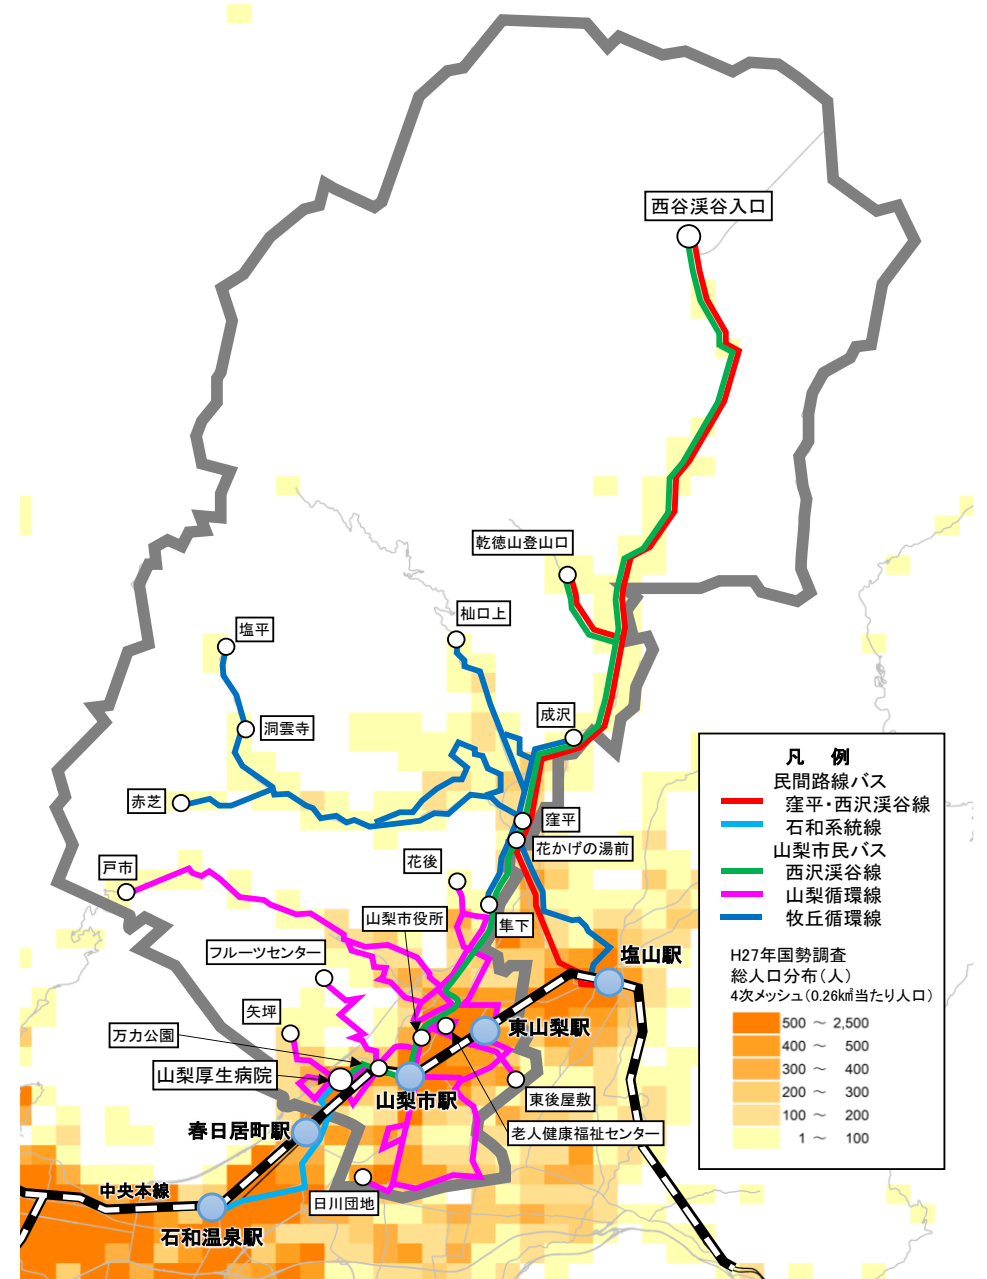 西谷渓谷入口
乾徳山登山口
杣口上
塩平
成沢
洞雲寺
赤芝
窪平
花かげの湯前
花後
戸市
山梨市役所
隼下
フルーツセンター
塩山駅
矢坪
東山梨駅
万力公園
山梨厚生病院
山梨市駅
東後屋敷
春日居町駅
老人健康福祉センター
中央本線
日川団地
石和温泉駅
凡 例
民間路線バス
窪平・西沢渓谷線
石和系統線
山梨市民バス
西沢渓谷線
山梨循環線
牧丘循環線
H27年国勢調査
総人口分布（人）
4次メッシュ（0.26k㎡当たり人口）
500 ～ 2,500
400 ～ 500
300 ～ 400
200 ～ 300
100 ～ 200
1 ～ 100